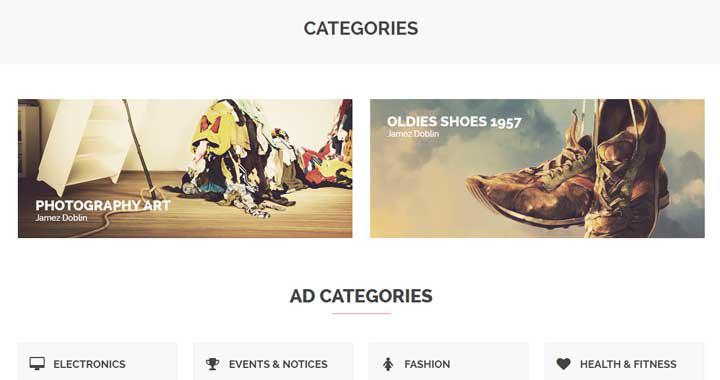 CATEGORIES
PHOTOGRAPHY ART
Jamez Doblin
OLDIES SHOES 1957
Jamez Doblin
AD CATEGORIES
ELECTRONICS
EVENTS & NOTICES
FASHION
HEALTH & FITNESS